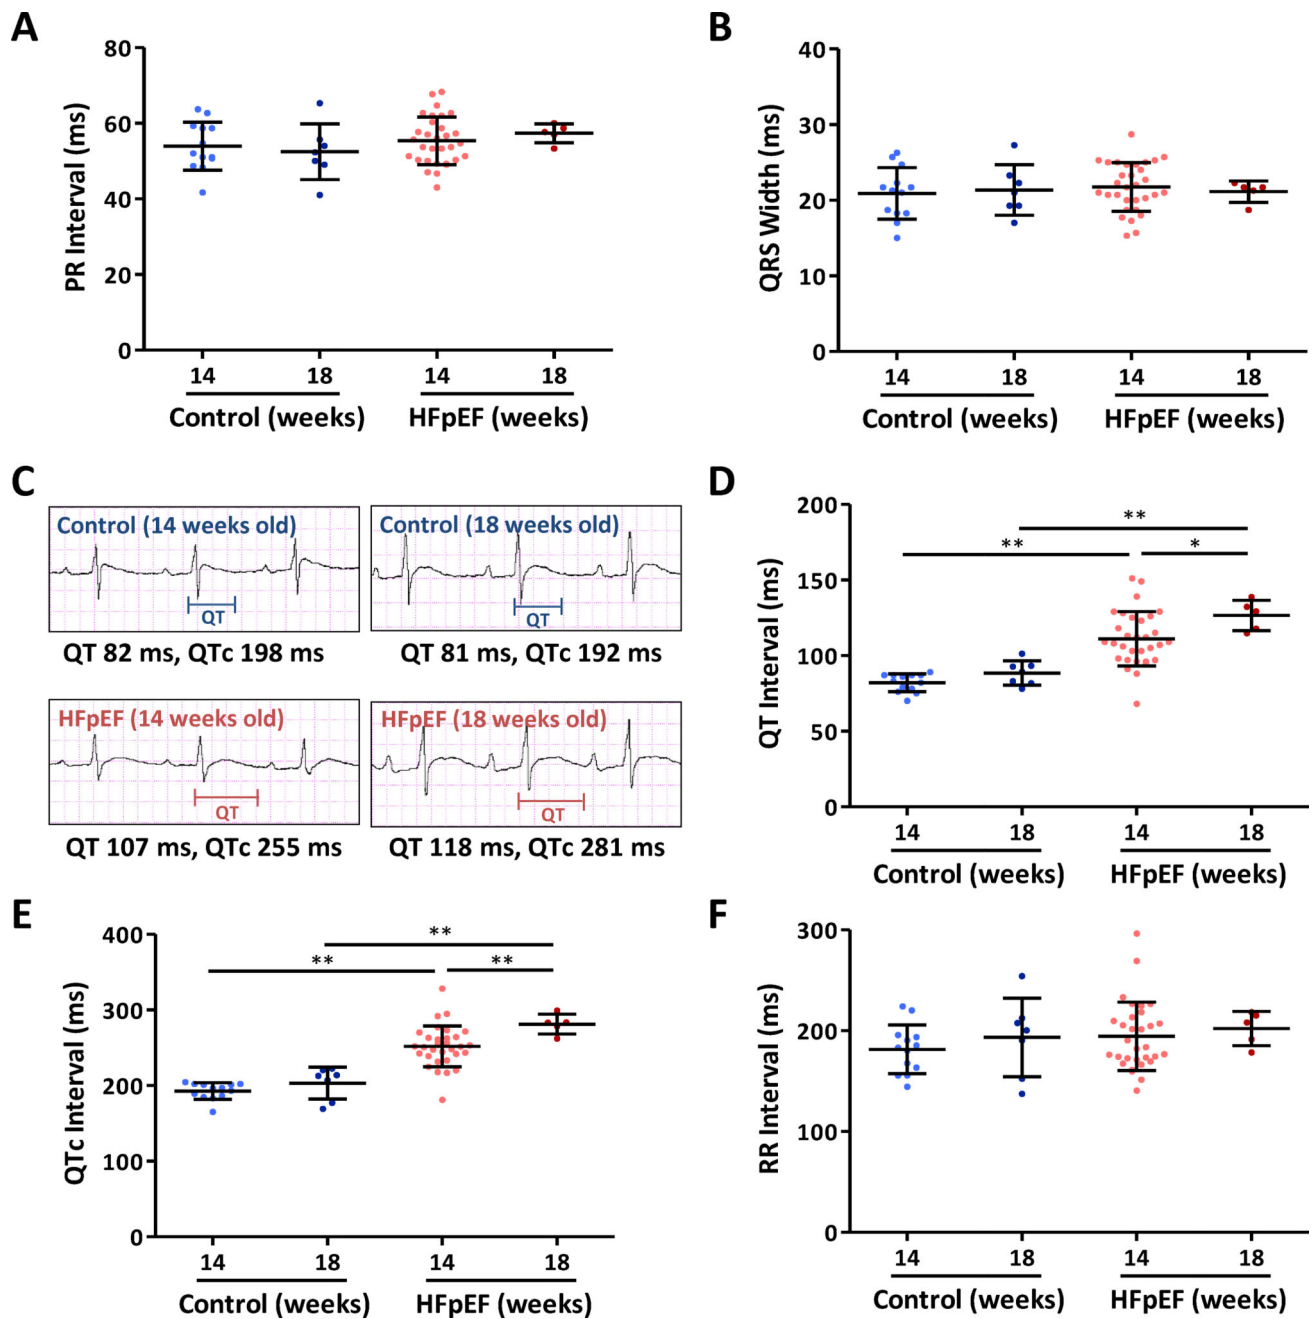 A
PR Interval (ms)
80
60
40
20
0
14 18 14 18
Control (weeks) HFpEF (weeks)
B
QRS Width (ms)
40
30
20
10
0
14 18 14 18
Control (weeks) HFpEF (weeks)
C
Control (14 weeks old)
QT
QT 82 ms, QTc 198 ms
Control (18 weeks old)
QT
QT 81 ms, QTc 192 ms
HFpEF (14 weeks old)
QT
QT 107 ms, QTc 255 ms
HFpEF (18 weeks old)
QT
QT 118 ms, QTc 281 ms
D
QT Interval (ms)
200
150
100
50
0
**
**
*
14 18 14 18
Control (weeks) HFpEF (weeks)
E
QTc Interval (ms)
400
300
200
100
0
**
**
**
14 18 14 18
Control (weeks) HFpEF (weeks)
F
RR Interval (ms)
300
200
100
0
14 18 14 18
Control (weeks) HFpEF (weeks)